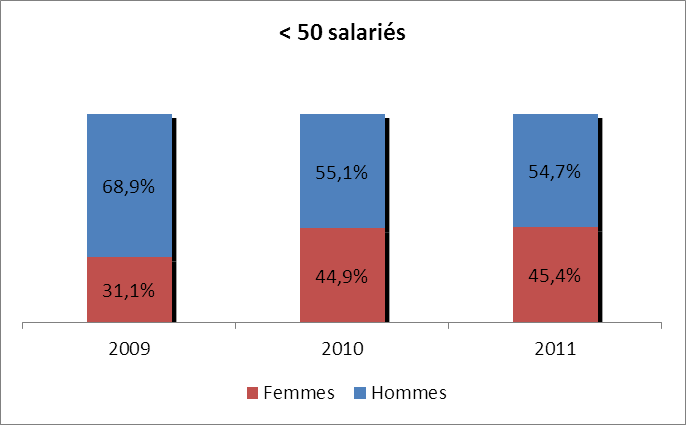 < 50 salariés
68,9% 55,1% 54,7%
31,1% 44,9% 45,4%
2009 2010 2011
Femmes Hommes